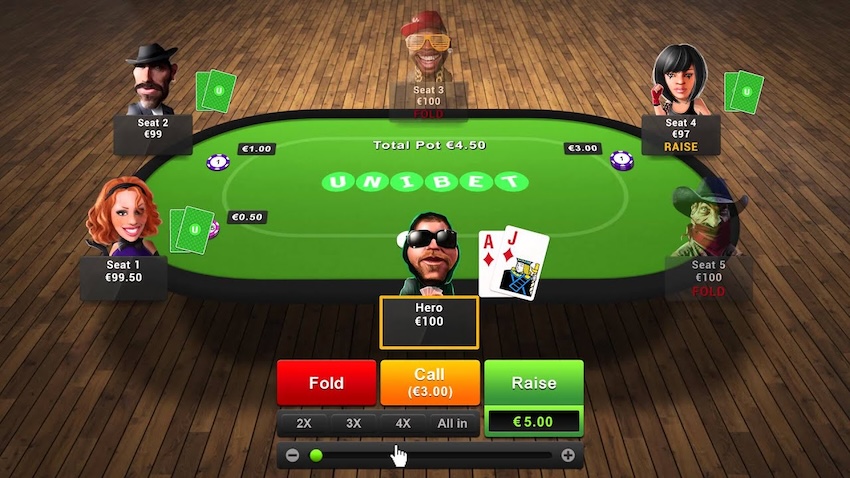 Seat 3
€100
FOLD
U
Seat 2
€99
U
Seat 4
€97
RAISE
1
€1.00
Total Pot €4.50
€3.00
1
UNIBET
U
€0.50
Seat 1
€99.50
A
J
Seat 5
€100
FOLD
Hero
€100
Fold
Call
(€3.00)
Raise
2X
3X
4X
All in
€5.00